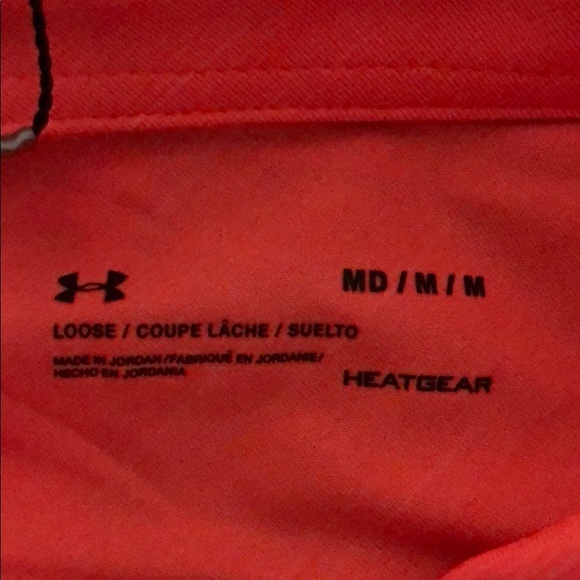 MD / M / M
LOOSE / COUPE LÂCHE / SUELTO
MADE IN JORDAN / FABRIQUÉ EN JORDANIE /
HECHO EN JORDANIA
HEATGEAR